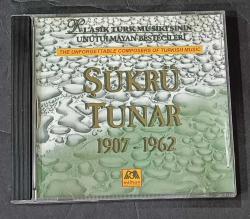 KLASİK TÜRK MUSİKİSİNİN
UNUTULMAYAN BESTECİLERİ
THE UNFORGETTABLE COMPOSERS OF TURKISH MUSIC
ŞÜKRÜ
TUNAR
1907 - 1962